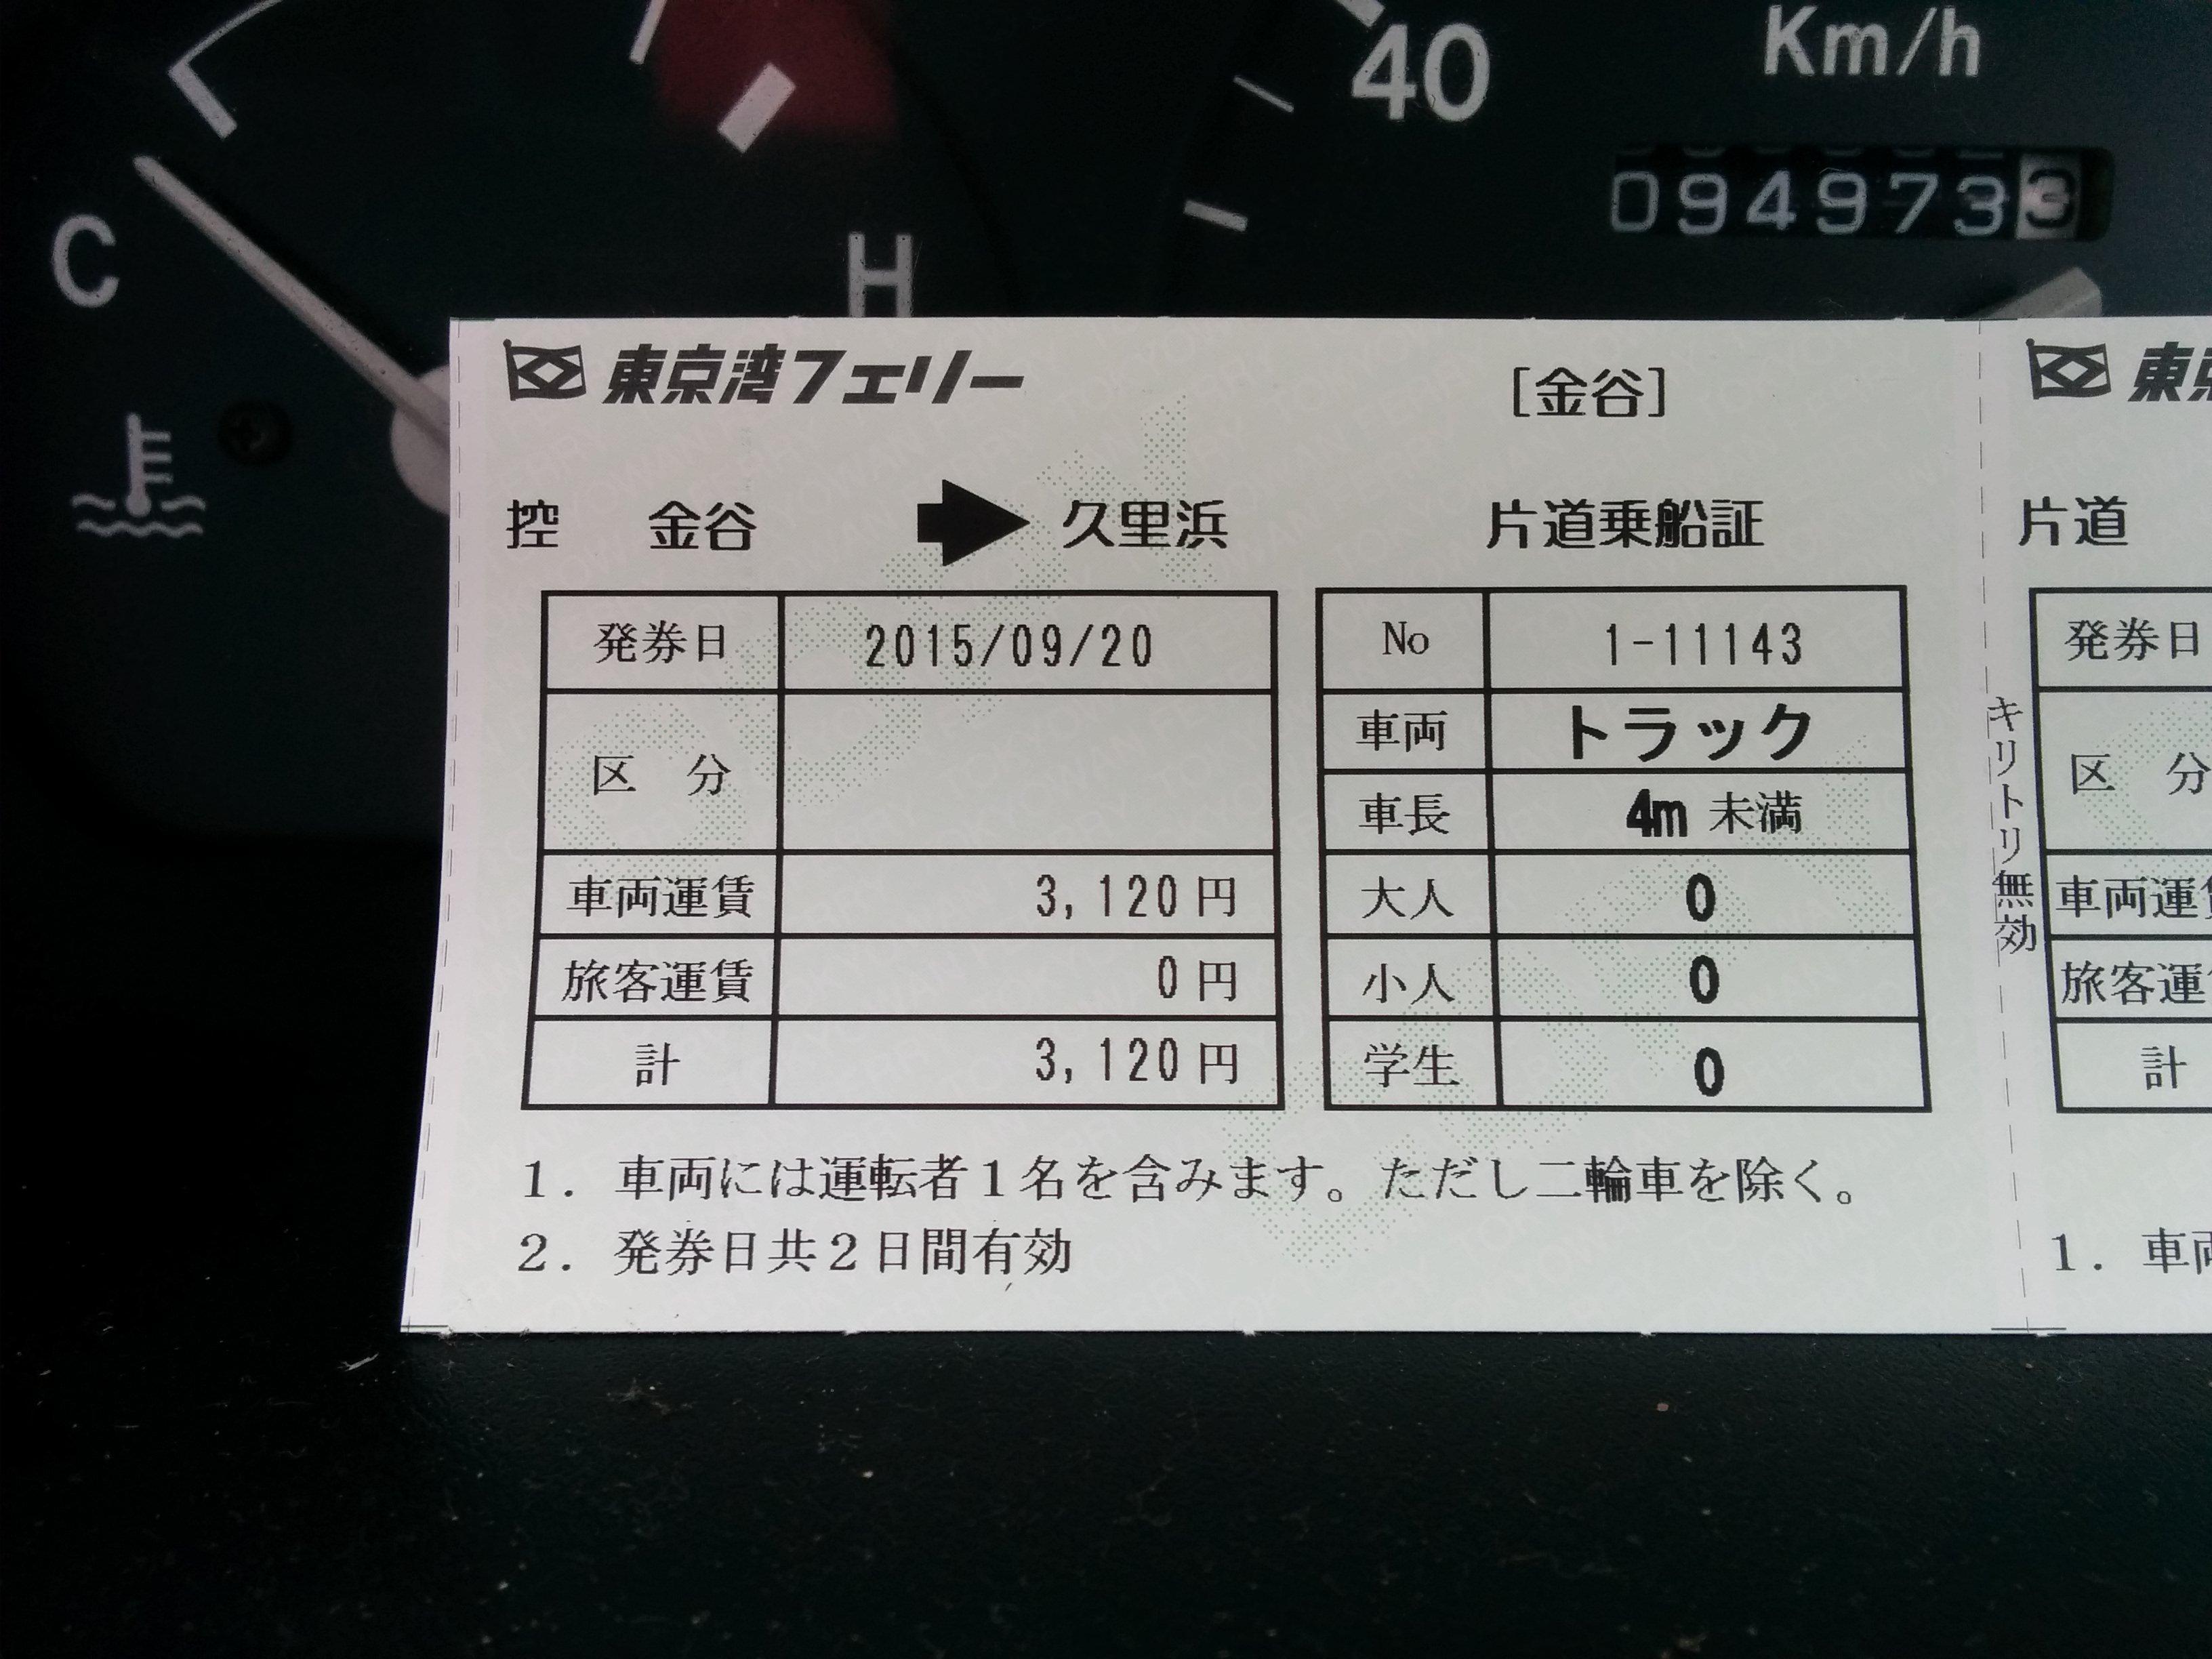 40
Km/h
0949733
C
H
東京湾フェリー
[金谷]
控 金谷 ➡ 久里浜
片道乗船証
発券日 2015/09/20
区 分
車両運賃 3,120円
旅客運賃 0円
計 3,120円
No 1-11143
車両 トラック
車長 4m 未満
大人 0
小人 0
学生 0
1. 車両には運転者1名を含みます。ただし二輪車を除く。
2. 発券日共2日間有効
キリトリ無効
東
片道
発券日
区 分
車両運
旅客運
計
1. 車両